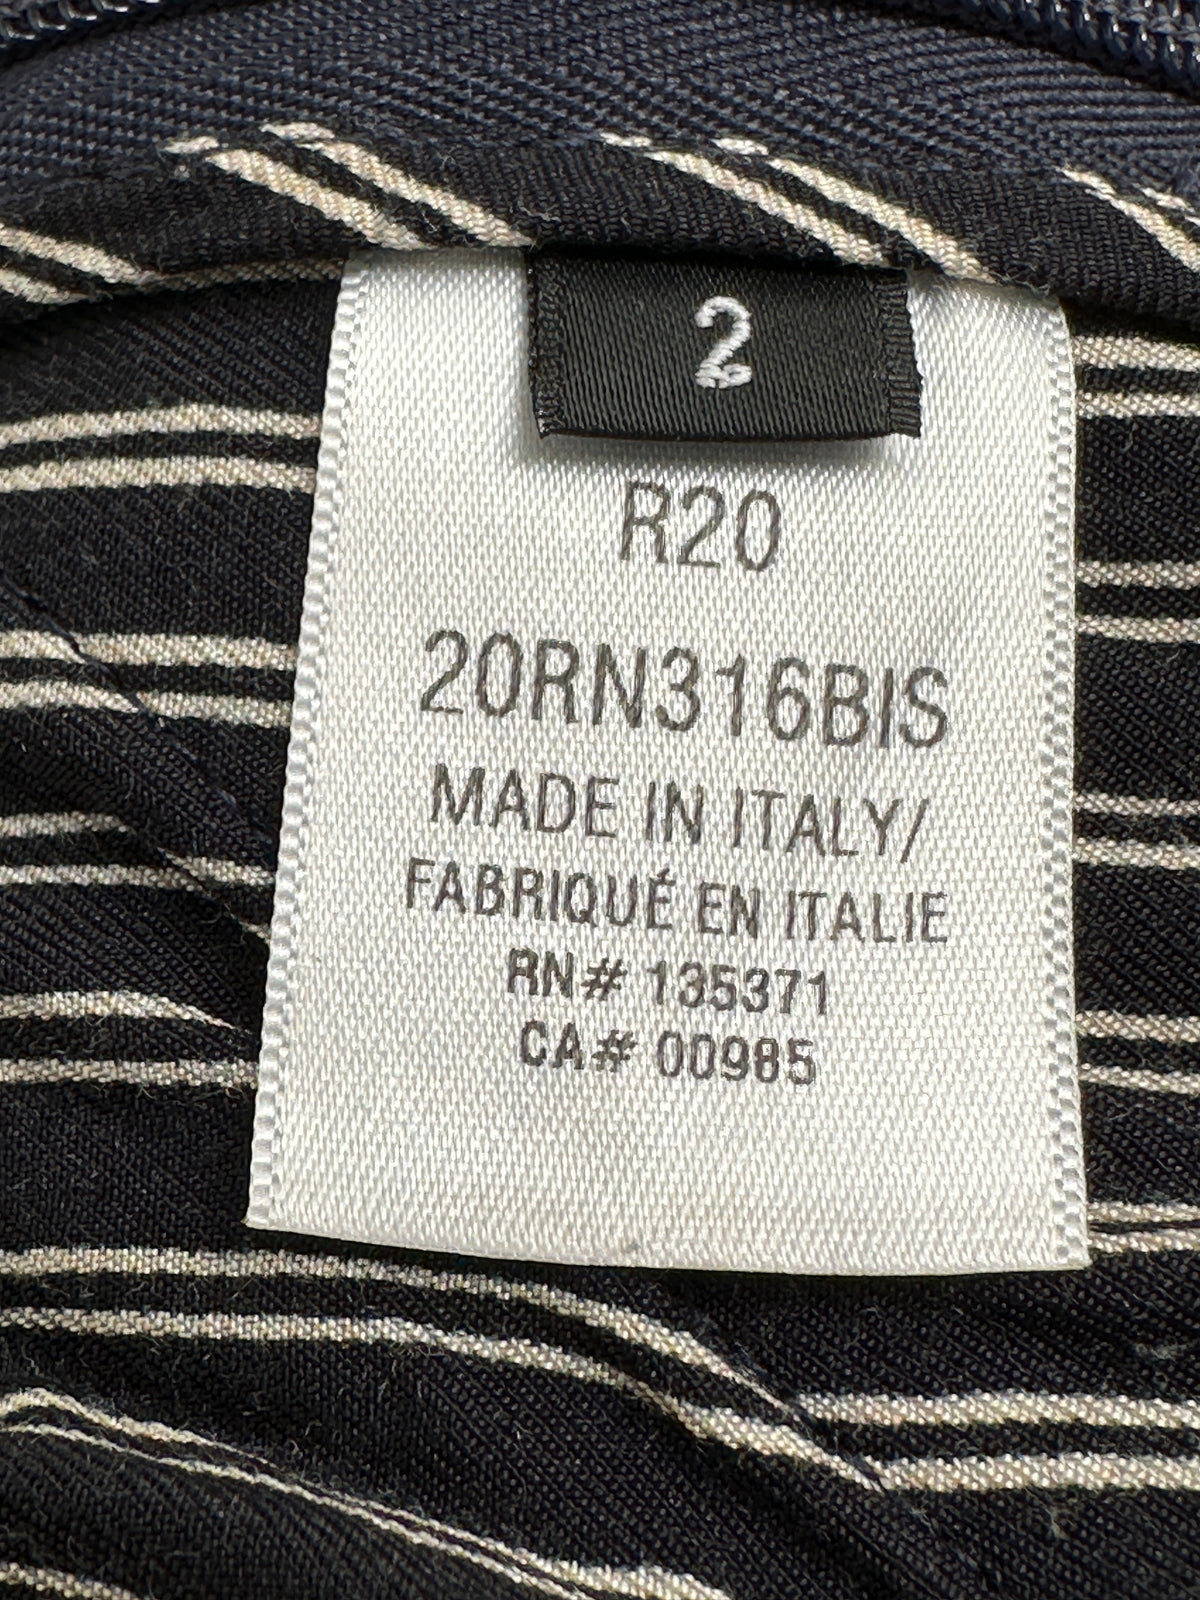 2
R20
20RN316BIS
MADE IN ITALY/
FABRIQUÉ EN ITALIE
RN# 135371
CA# 00985